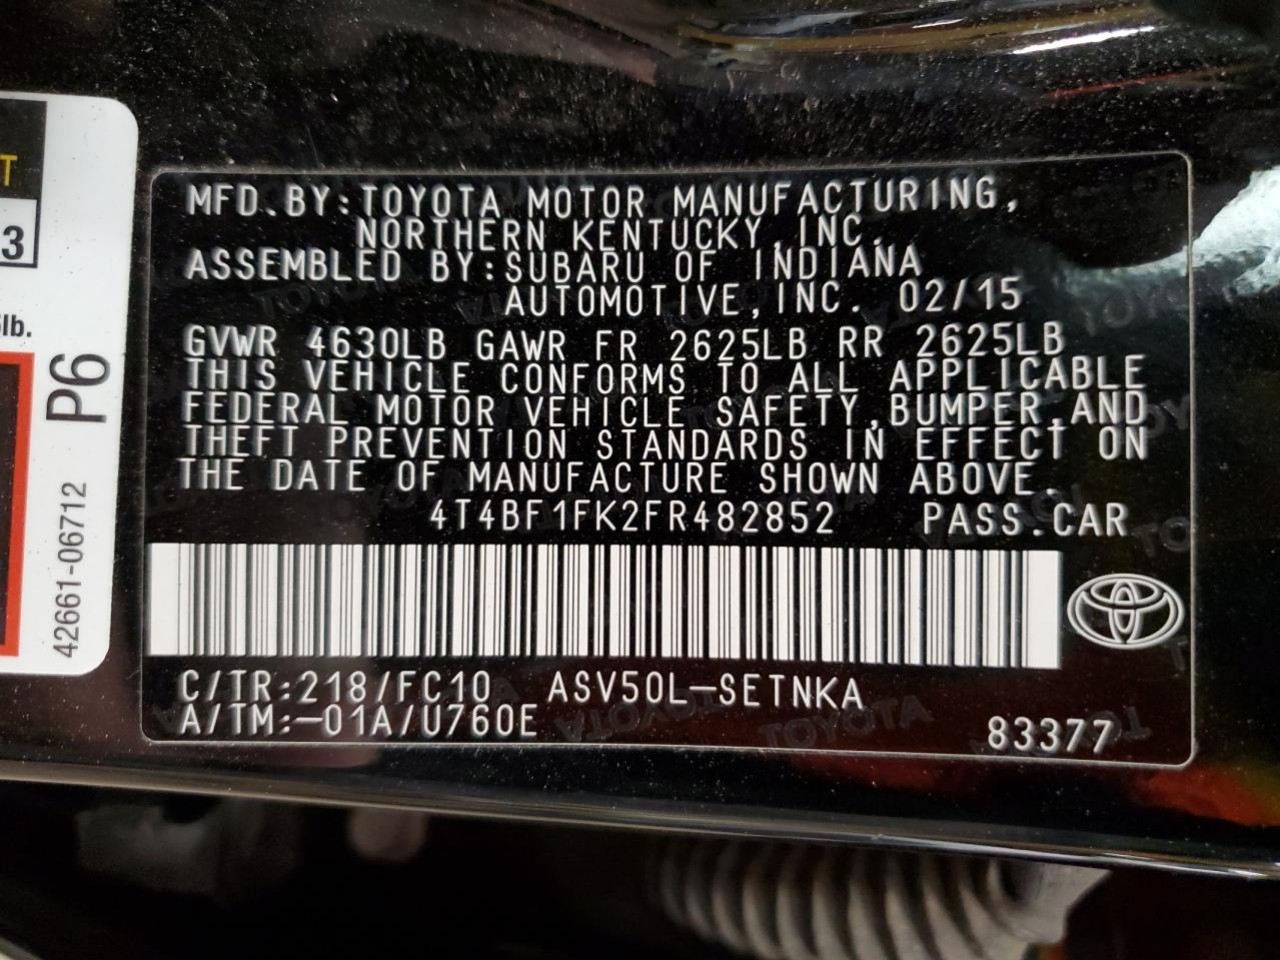 T
3
lb.
P6
42661-06712
MFD.BY:TOYOTA MOTOR MANUFACTURING,
NORTHERN KENTUCKY,INC.
ASSEMBLED BY:SUBARU OF INDIANA
AUTOMOTIVE,INC. 02/15
GVWR 4630LB GAWR FR 2625LB RR 2625LB
THIS VEHICLE CONFORMS TO ALL APPLICABLE
FEDERAL MOTOR VEHICLE SAFETY,BUMPER,AND
THEFT PREVENTION STANDARDS IN EFFECT ON
THE DATE OF MANUFACTURE SHOWN ABOVE.
4T4BF1FK2FR482852 PASS.CAR
C/TR:218/FC10 ASV50L-SETNKA
A/TM:-01A/U760E
83377